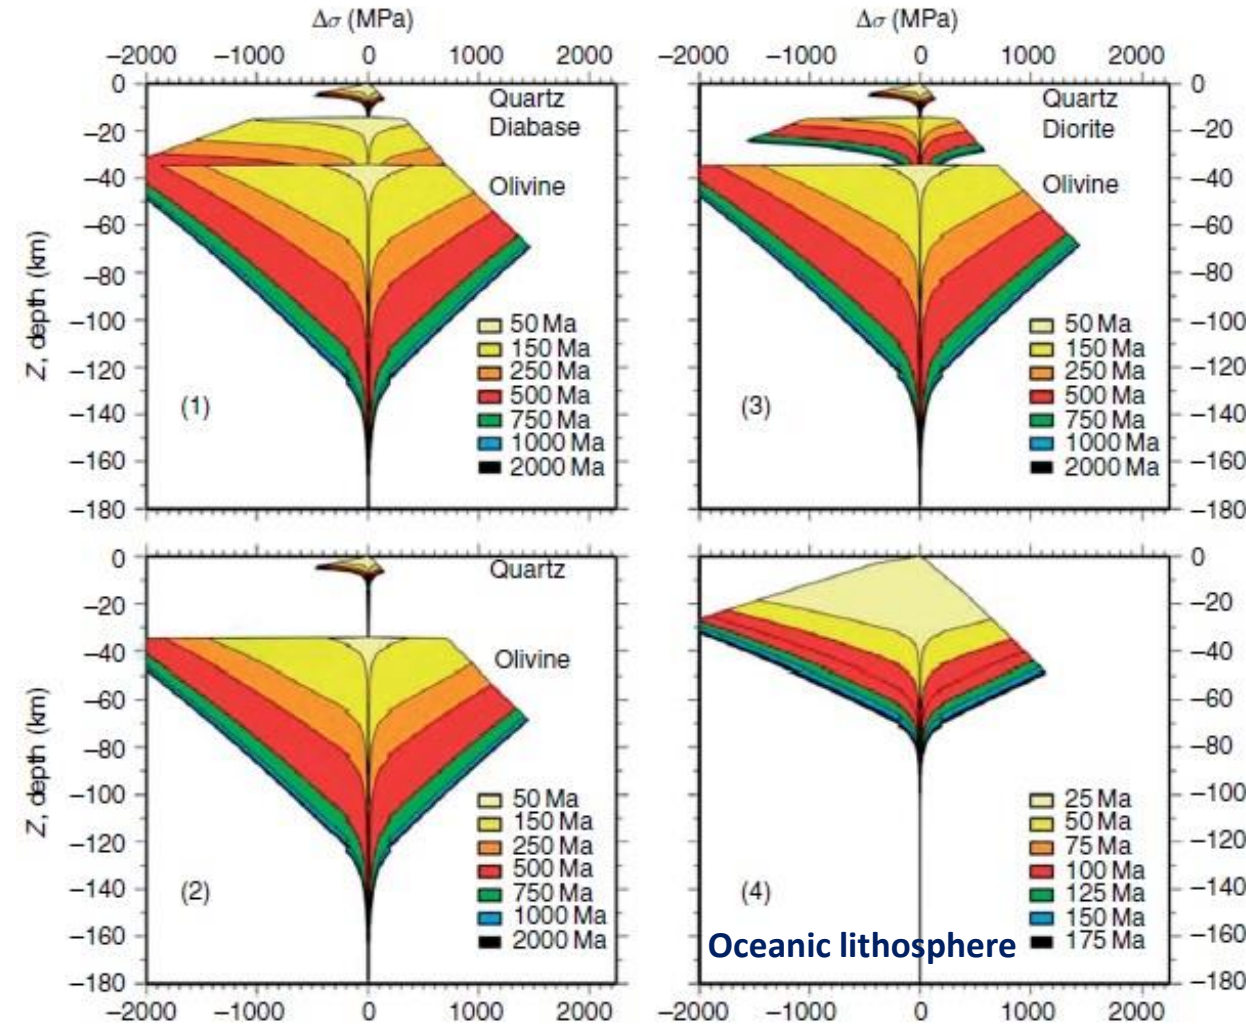 Δσ (MPa)
−2000 −1000 0 1000 2000
Δσ (MPa)
−2000 −1000 0 1000 2000
Z, depth (km)
0
−20
−40
−60
−80
−100
−120
−140
−160
−180
Quartz
Diabase
Olivine
50 Ma
150 Ma
250 Ma
500 Ma
750 Ma
1000 Ma
2000 Ma
(1)
Quartz
Diorite
Olivine
50 Ma
150 Ma
250 Ma
500 Ma
750 Ma
1000 Ma
2000 Ma
(3)
0
−20
−40
−60
−80
−100
−120
−140
−160
−180
Z, depth (km)
0
−20
−40
−60
−80
−100
−120
−140
−160
−180
Quartz
Olivine
50 Ma
150 Ma
250 Ma
500 Ma
750 Ma
1000 Ma
2000 Ma
(2)
−2000 −1000 0 1000 2000
25 Ma
50 Ma
75 Ma
100 Ma
125 Ma
150 Ma
175 Ma
(4)
Oceanic lithosphere
0
−20
−40
−60
−80
−100
−120
−140
−160
−180
−2000 −1000 0 1000 2000